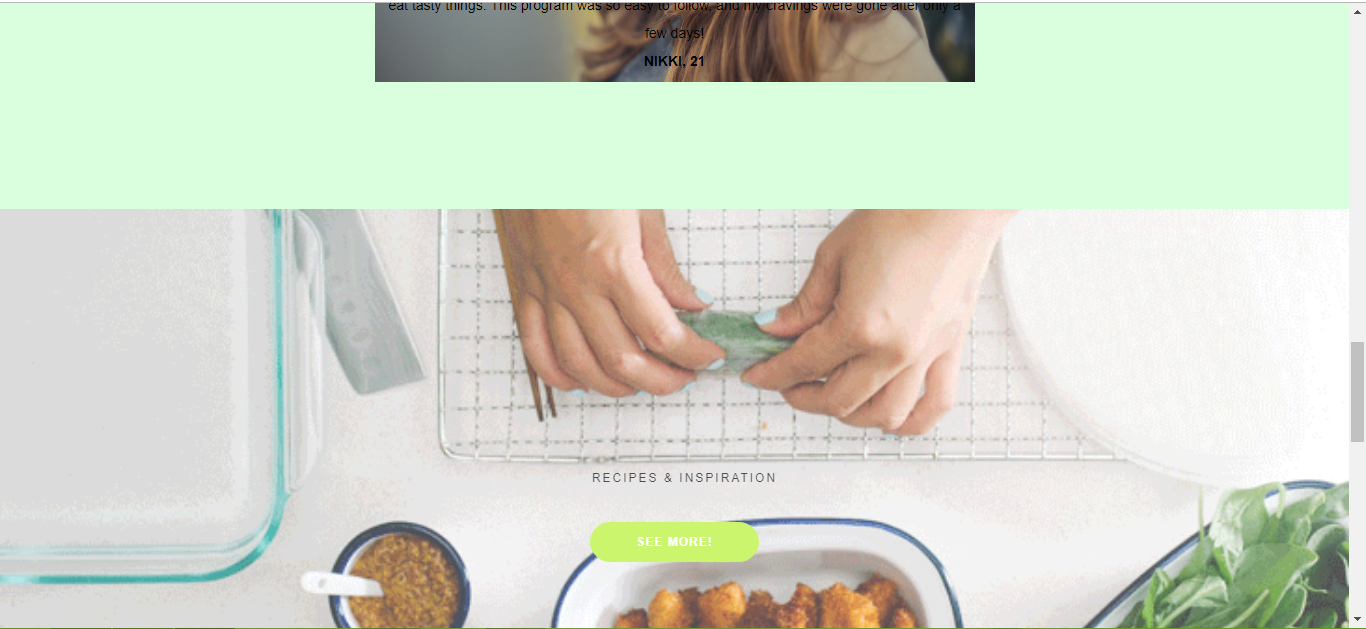 eat tasty things. This program was so easy to follow, and my cravings were gone after only a
few days!
NIKKI, 21
RECIPES & INSPIRATION
SEE MORE!